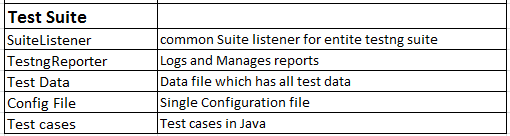 Test Suite
SuiteListener common Suite listener for entite testng suite
TestngReporter Logs and Manages reports
Test Data Data file which has all test data
Config File Single Configuration file
Test cases Test cases in Java